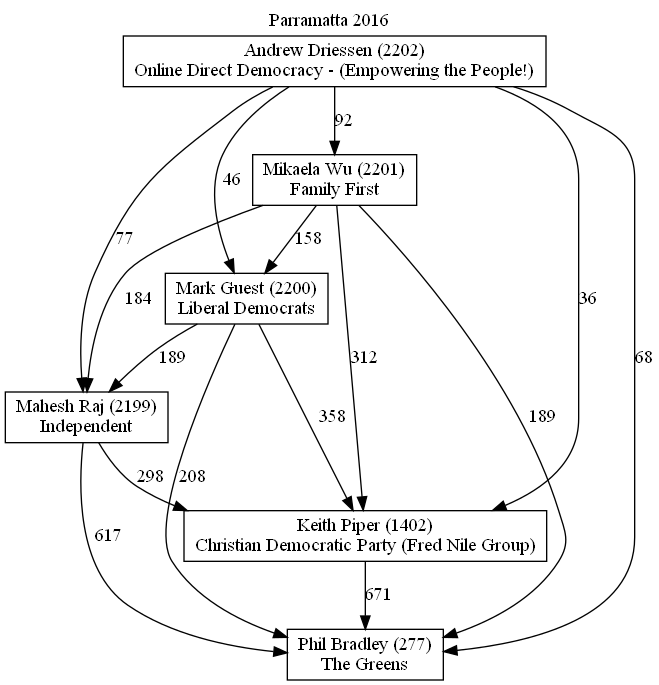 Parramatta 2016
Andrew Driessen (2202)
Online Direct Democracy - (Empowering the People!)
92
Mikaela Wu (2201)
Family First
46
77
158
184
36
Mark Guest (2200)
Liberal Democrats
189
312
68
358
189
Mahesh Raj (2199)
Independent
298
208
617
Keith Piper (1402)
Christian Democratic Party (Fred Nile Group)
671
Phil Bradley (277)
The Greens